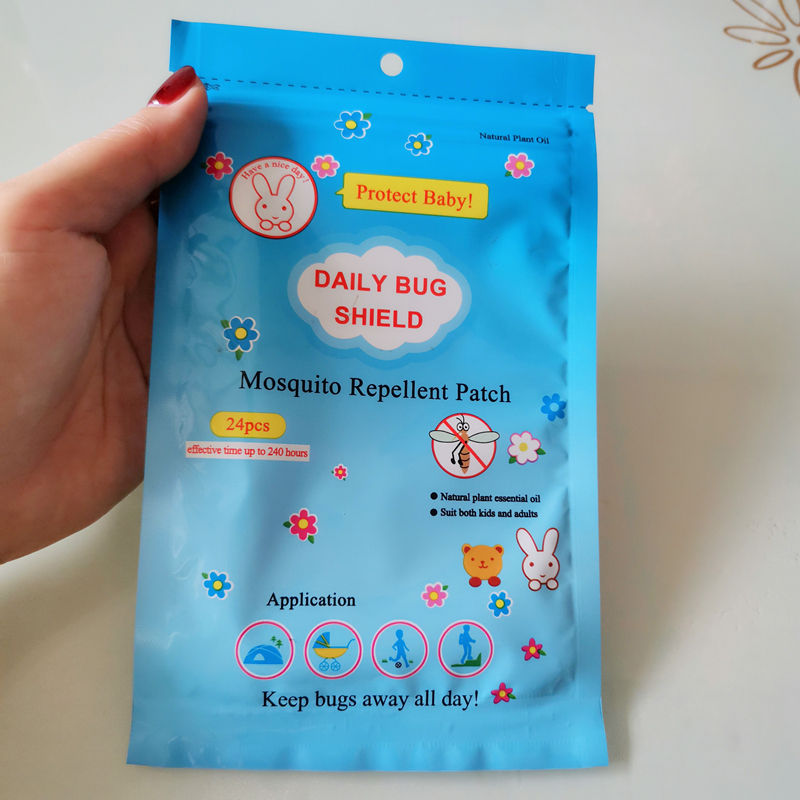 Natural Plant Oil
Have a nice day!
Protect Baby!
DAILY BUG
SHIELD
Mosquito Repellent Patch
24pcs
effective time up to 240 hours
● Natural plant essential oil
● Suit both kids and adults
Application
Keep bugs away all day!